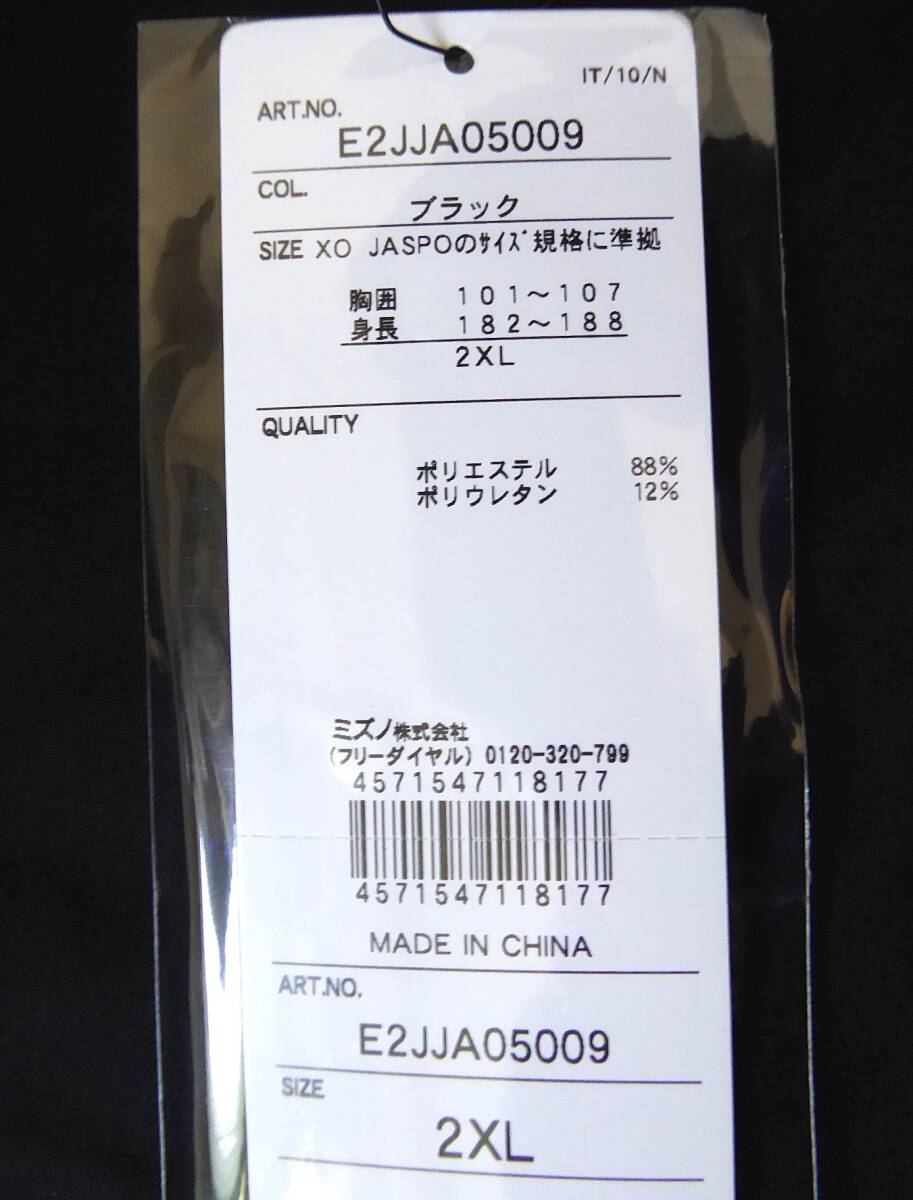 IT/10/N
ART.NO.
E2JJA05009
COL.
ブラック
SIZE XO JASPOのｻｲｽﾞ規格に準拠
胸囲 101～107
身長 182～188
2XL
QUALITY
ポリエステル 88%
ポリウレタン 12%
ミズノ株式会社
(フリーダイヤル) 0120-320-799
4571547118177
4571547118177
MADE IN CHINA
ART.NO.
E2JJA05009
SIZE
2XL